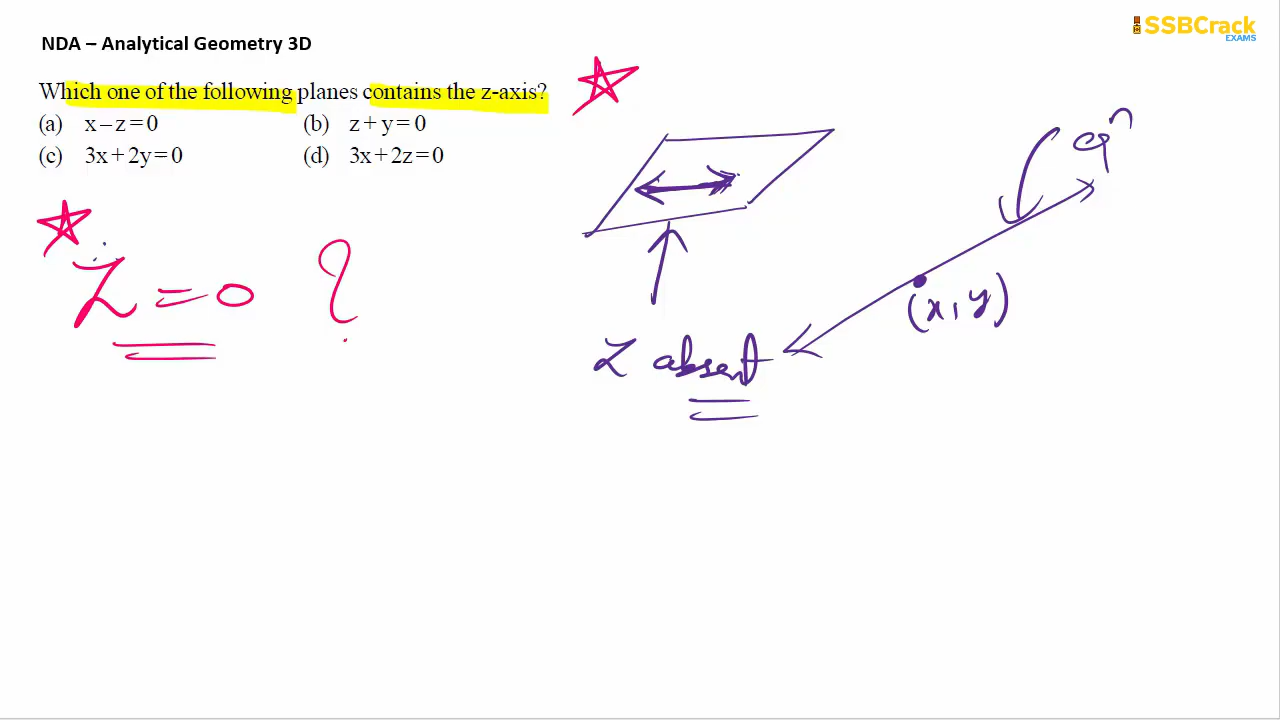 SSBCrack
EXAMS
NDA – Analytical Geometry 3D
Which one of the following planes contains the z-axis?
(a) x – z = 0 (b) z + y = 0
(c) 3x + 2y = 0 (d) 3x + 2z = 0
eqⁿ
Z = 0 ?
(x, y)
Z absent